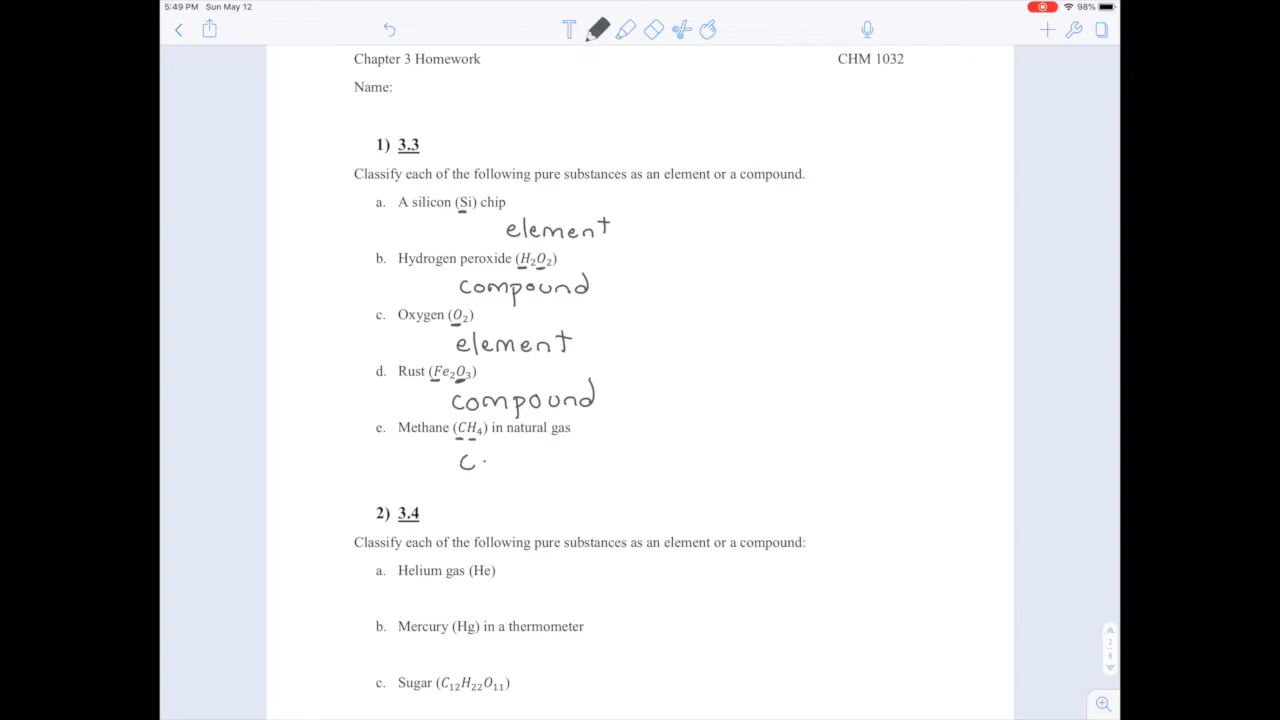 5:49 PM Sun May 12 98%
Chapter 3 Homework CHM 1032
Name:
1) 3.3
Classify each of the following pure substances as an element or a compound.
a. A silicon (Si) chip
element
b. Hydrogen peroxide (H₂O₂)
compound
c. Oxygen (O₂)
element
d. Rust (Fe₂O₃)
compound
e. Methane (CH₄) in natural gas
c
2) 3.4
Classify each of the following pure substances as an element or a compound:
a. Helium gas (He)
b. Mercury (Hg) in a thermometer
c. Sugar (C₁₂H₂₂O₁₁)
2
8